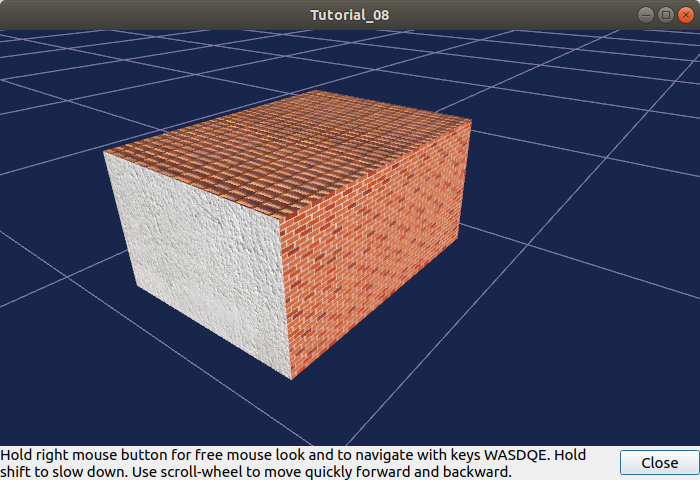 Tutorial_08
Hold right mouse button for free mouse look and to navigate with keys WASDQE. Hold
shift to slow down. Use scroll-wheel to move quickly forward and backward.
Close